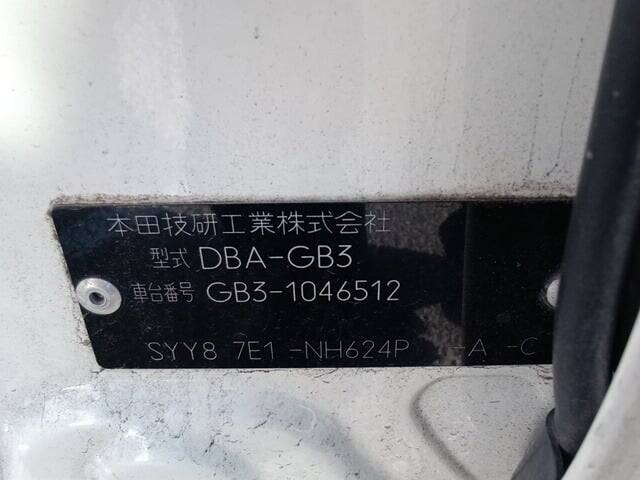 本田技研工業株式会社
型式 DBA-GB3
車台番号 GB3-1046512
SYY8 7E1 -NH624P -A -C